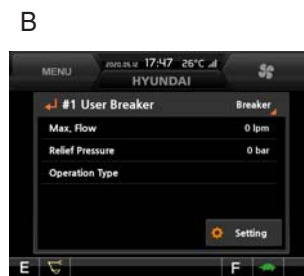 B
MENU
2020.05.12 17:47 26°C
HYUNDAI
#1 User Breaker Breaker
Max, Flow 0 lpm
Relief Pressure 0 bar
Operation Type
Setting
E F